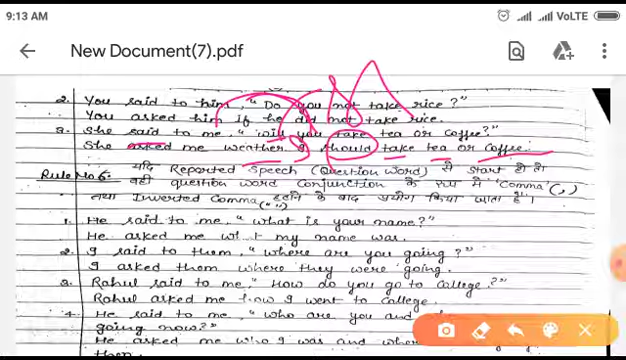 9:13 AM
VoLTE
New Document(7).pdf
2. You said to him, "Do you not take rice?"
You asked him if he did not take rice.
3. She said to me, "Will you take tea or Coffee?"
She asked me weather I should take tea or Coffee.
Rule No 6: यदि Reported Speech (Question Word) से start हो तो
वही question word Conjunction के रूप में 'Comma' (,)
तथा Inverted Comma (" ") हटाने के बाद प्रयोग किया जाता है।
1. He said to me, "What is your name?"
He asked me what my name was.
2. I said to them, "Where are you going?"
I asked them where they were going.
3. Rahul said to me, "How do you go to College?"
Rahul asked me how I went to College.
4. He said to me, "Who are you and
going now?"
He asked me who I was and where
then.